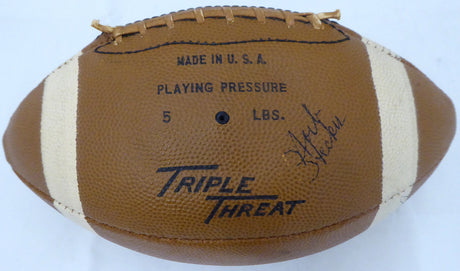 MADE IN U. S. A.
PLAYING PRESSURE
5 LBS.
TRIPLE
THREAT